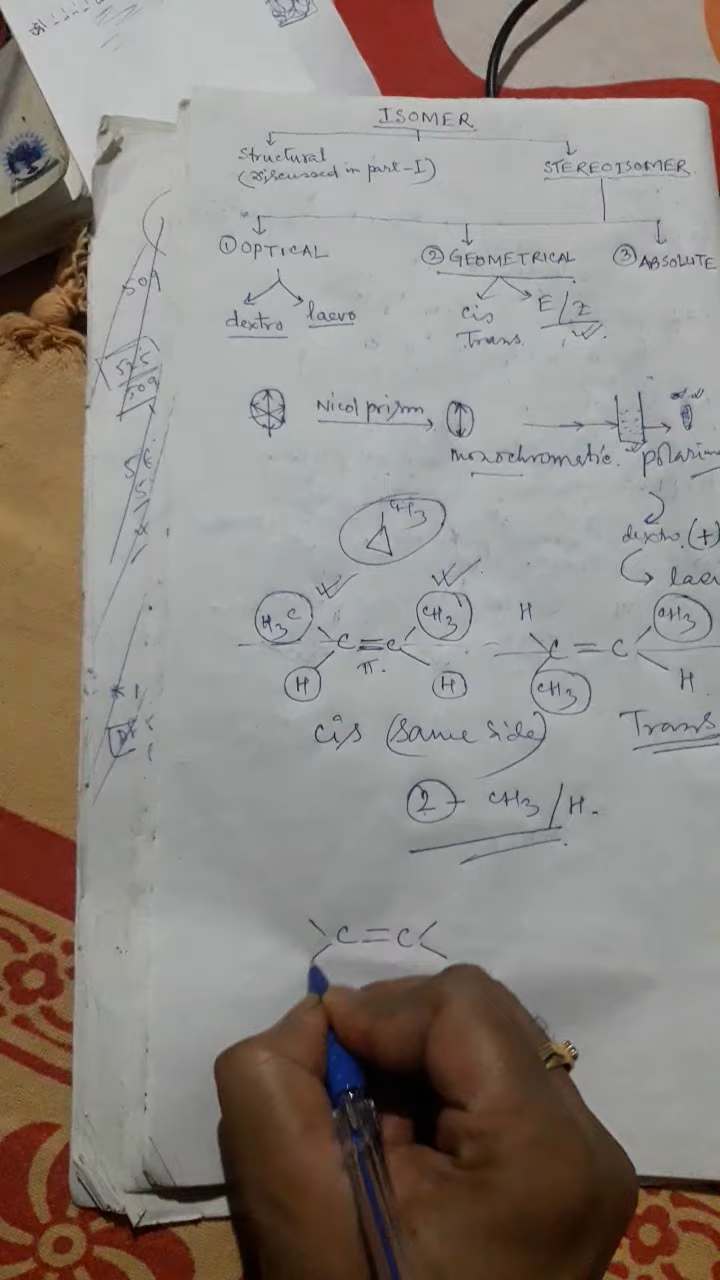 ISOMER
structural
STEREOISOMER
(Discussed in part-I)
① OPTICAL
② GEOMETRICAL
③ ABSOLUTE
dextro laevo
cis
Trans
E/Z
Nicol prism
monochromatic
dextro (+)
CH3
H3C
CH3
H
CH3
C = C
π
C = C
H
H
CH3
H
cis (same side)
Trans
② - CH3/H.
C = C